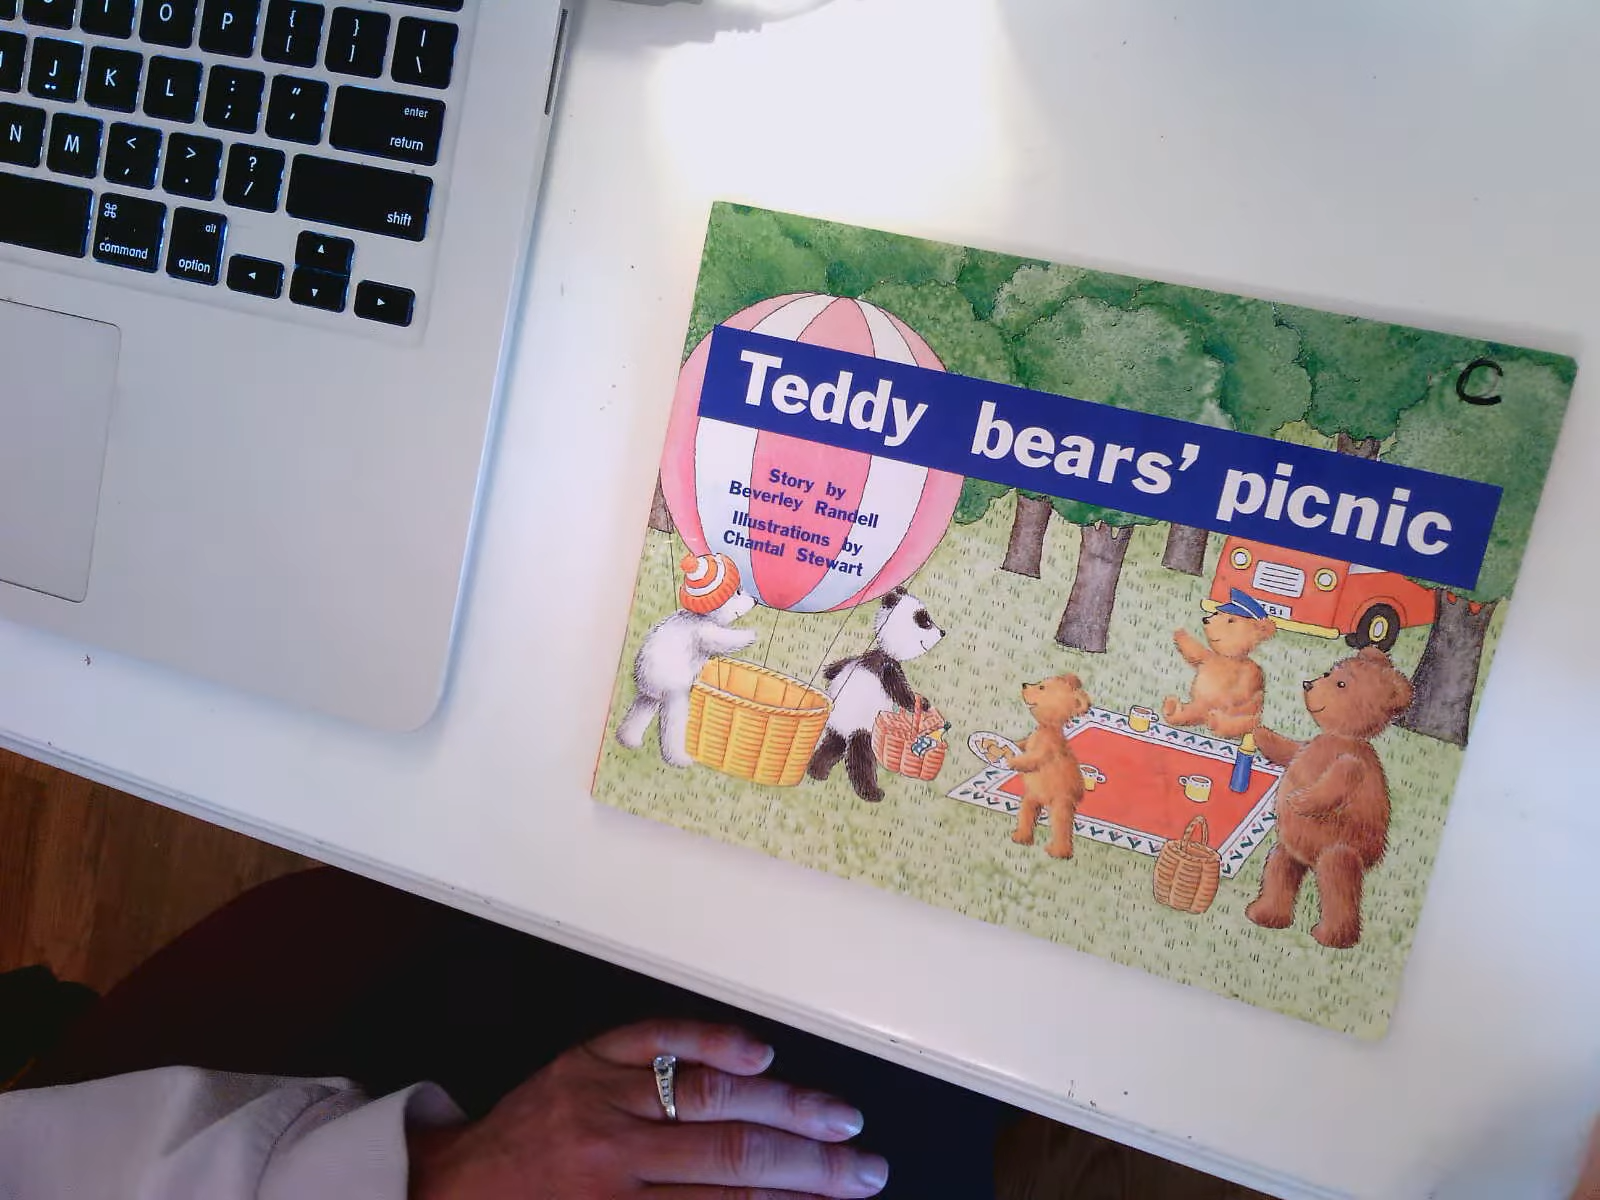 I O P { [ } ] | \
J K L : ; " ' enter return
N M < , > . ? / shift
⌘ command alt option
Teddy bears' picnic
C
Story by
Beverley Randell
Illustrations by
Chantal Stewart